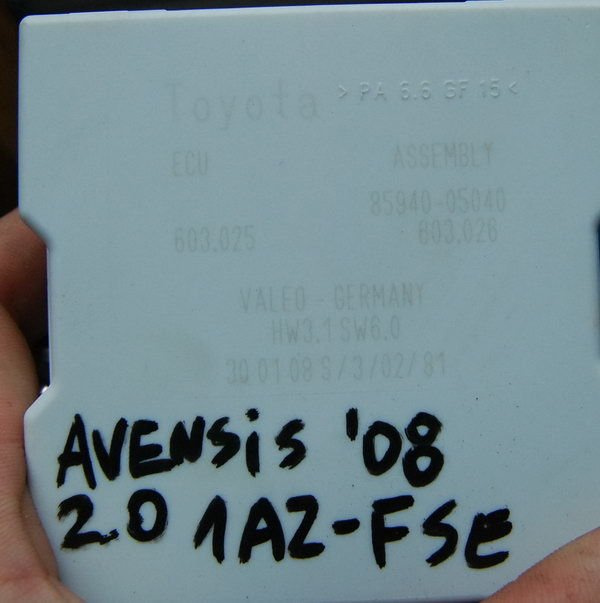 Toyota >PA 6.6 GF 15<
ECU ASSEMBLY
85940-05040
603.025 603.026
VALEO - GERMANY
HW3.1 SW6.0
30 01 08 S/3/02/81
AVENSiS '08
2.0 1AZ-FSE